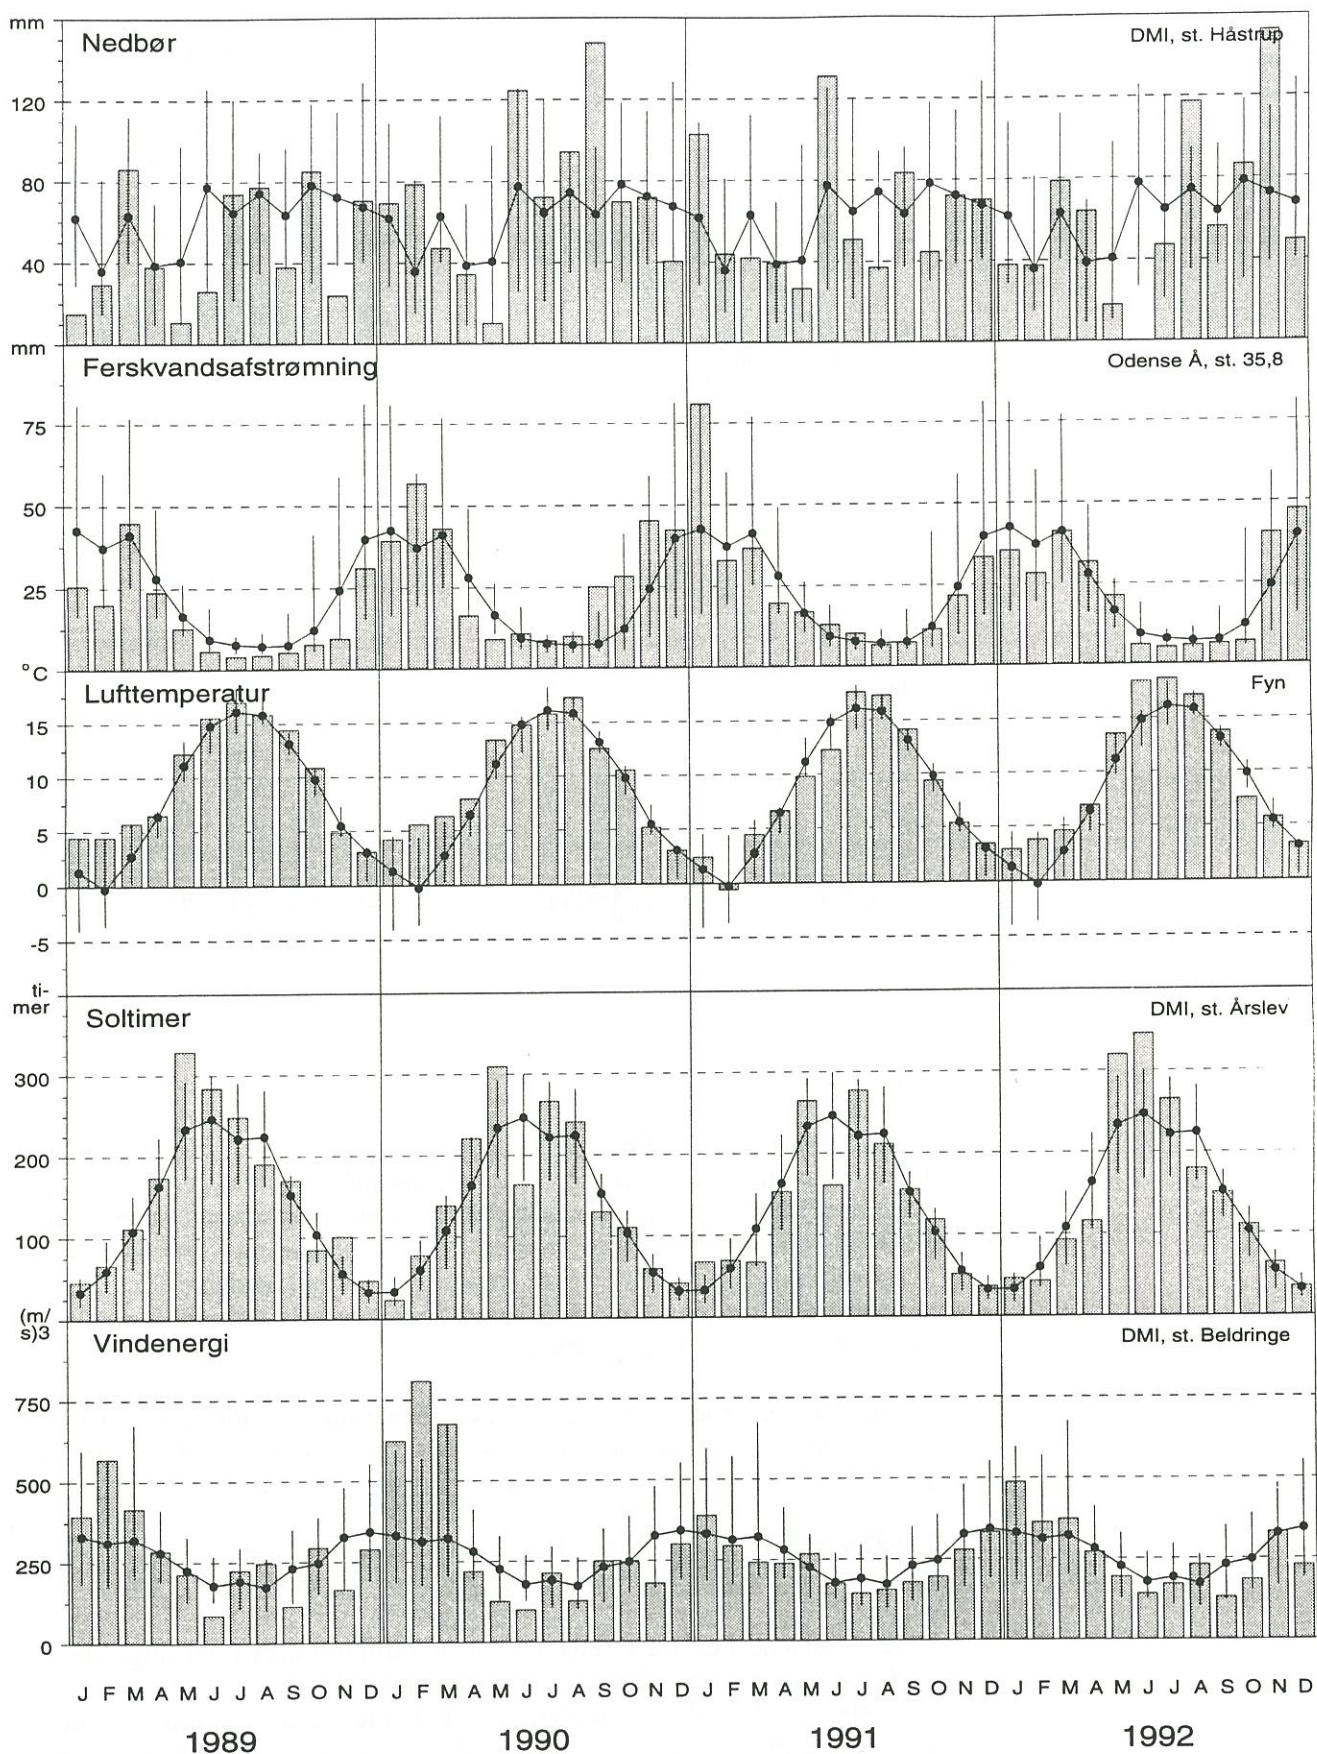 mm
Nedbør
DMI, st. Håstrup
120
80
40
mm
Ferskvandsafstrømning
Odense Å, st. 35,8
75
50
25
°C
Lufttemperatur
Fyn
15
10
5
0
-5
ti-
mer
Soltimer
DMI, st. Årslev
300
200
100
(m/
s)3
Vindenergi
DMI, st. Beldringe
750
500
250
0
J F M A M J J A S O N D J F M A M J J A S O N D J F M A M J J A S O N D J F M A M J J A S O N D
1989 1990 1991 1992